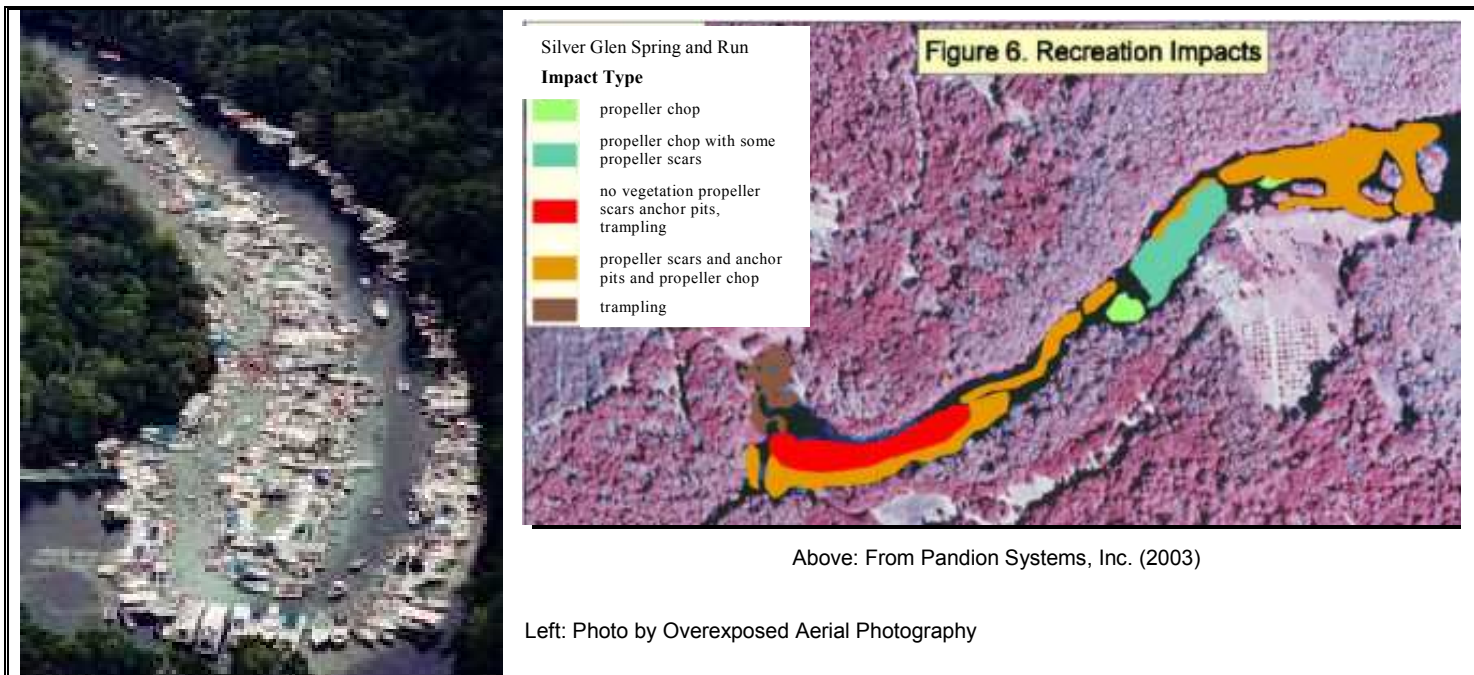 Silver Glen Spring and Run
Impact Type
propeller chop
propeller chop with some
propeller scars
no vegetation propeller
scars anchor pits,
trampling
propeller scars and anchor
pits and propeller chop
trampling
Figure 6. Recreation Impacts
Above: From Pandion Systems, Inc. (2003)
Left: Photo by Overexposed Aerial Photography